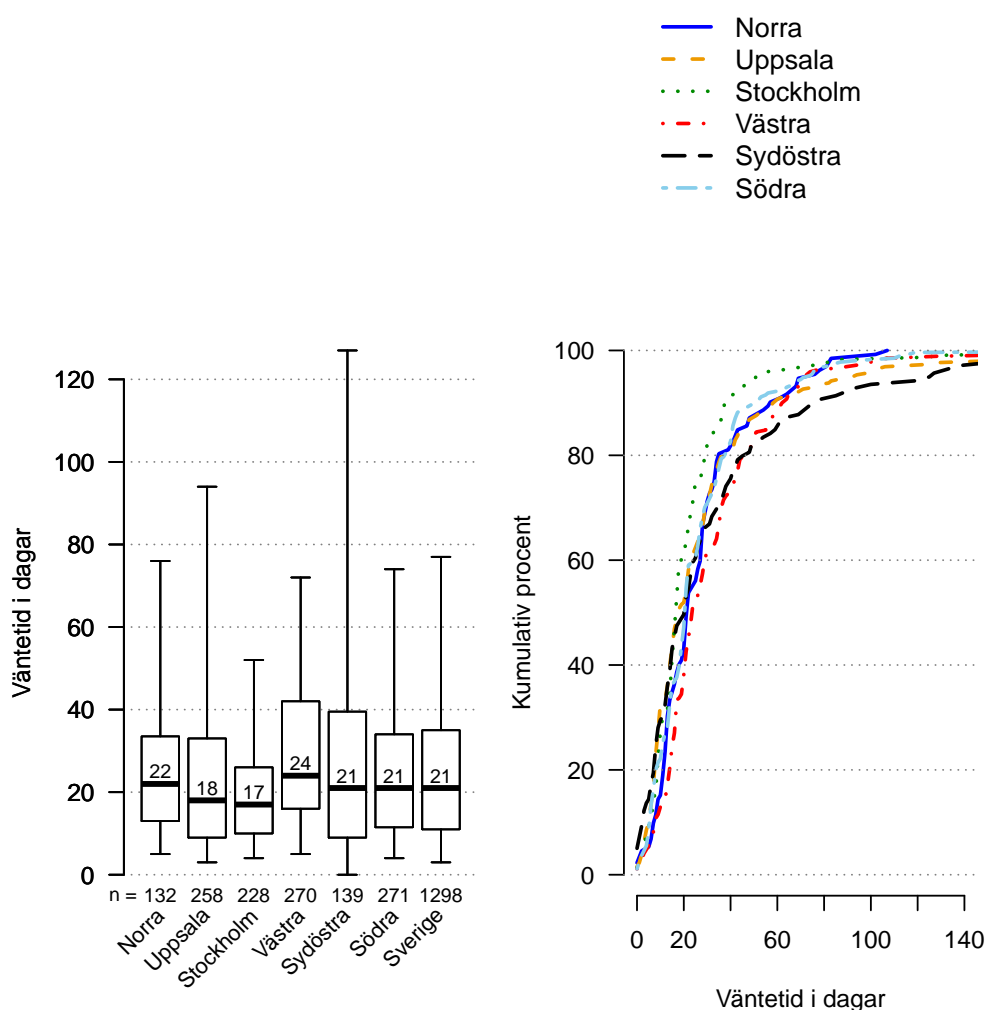 Norra
Uppsala
Stockholm
Västra
Sydöstra
Södra
Väntetid i dagar
120
100
80
60
40
20
0
22
18
17
24
21
21
21
n = 132 258 228 270 139 271 1298
Norra
Uppsala
Stockholm
Västra
Sydöstra
Södra
Sverige
Kumulativ procent
100
80
60
40
20
0
0 20 60 100 140
Väntetid i dagar